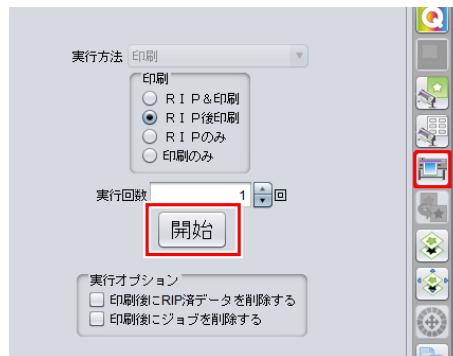 実行方法 印刷
印刷
ＲＩＰ&印刷
ＲＩＰ後印刷
ＲＩＰのみ
印刷のみ
実行回数 1 回
開始
実行オプション
印刷後にRIP済データを削除する
印刷後にジョブを削除する